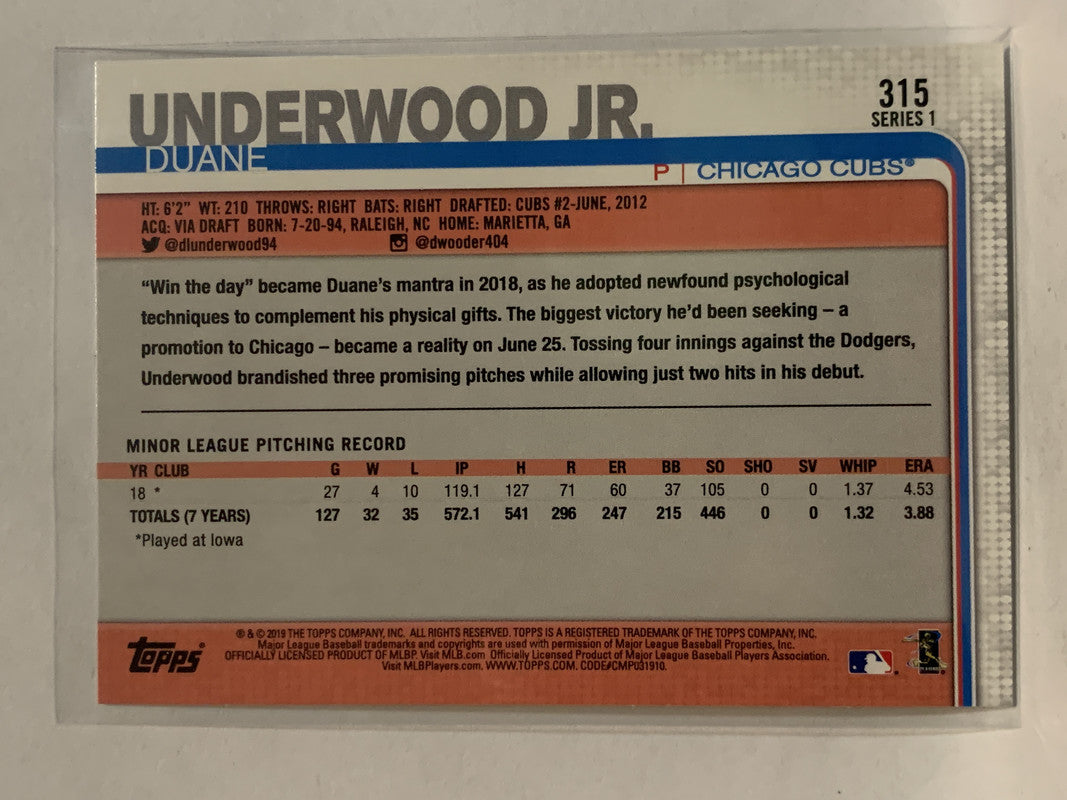 UNDERWOOD JR.
DUANE
315
SERIES 1
P | CHICAGO CUBS®
HT: 6'2" WT: 210 THROWS: RIGHT BATS: RIGHT DRAFTED: CUBS #2-JUNE, 2012
ACQ: VIA DRAFT BORN: 7-20-94, RALEIGH, NC HOME: MARIETTA, GA
@dlunderwood94 @dwooder404
“Win the day” became Duane’s mantra in 2018, as he adopted newfound psychological
techniques to complement his physical gifts. The biggest victory he’d been seeking – a
promotion to Chicago – became a reality on June 25. Tossing four innings against the Dodgers,
Underwood brandished three promising pitches while allowing just two hits in his debut.
MINOR LEAGUE PITCHING RECORD
YR CLUB G W L IP H R ER BB SO SHO SV WHIP ERA
18 * 27 4 10 119.1 127 71 60 37 105 0 0 1.37 4.53
TOTALS (7 YEARS) 127 32 35 572.1 541 296 247 215 446 0 0 1.32 3.88
*Played at Iowa
topps
® & © 2019 THE TOPPS COMPANY, INC. ALL RIGHTS RESERVED. TOPPS IS A REGISTERED TRADEMARK OF THE TOPPS COMPANY, INC.
Major League Baseball trademarks and copyrights are used with permission of Major League Baseball Properties, Inc.
OFFICIALLY LICENSED PRODUCT OF MLBP. Visit MLB.com Officially Licensed Product of Major League Baseball Players Association.
Visit MLBPlayers.com. WWW.TOPPS.COM. CODE#CMP031910.